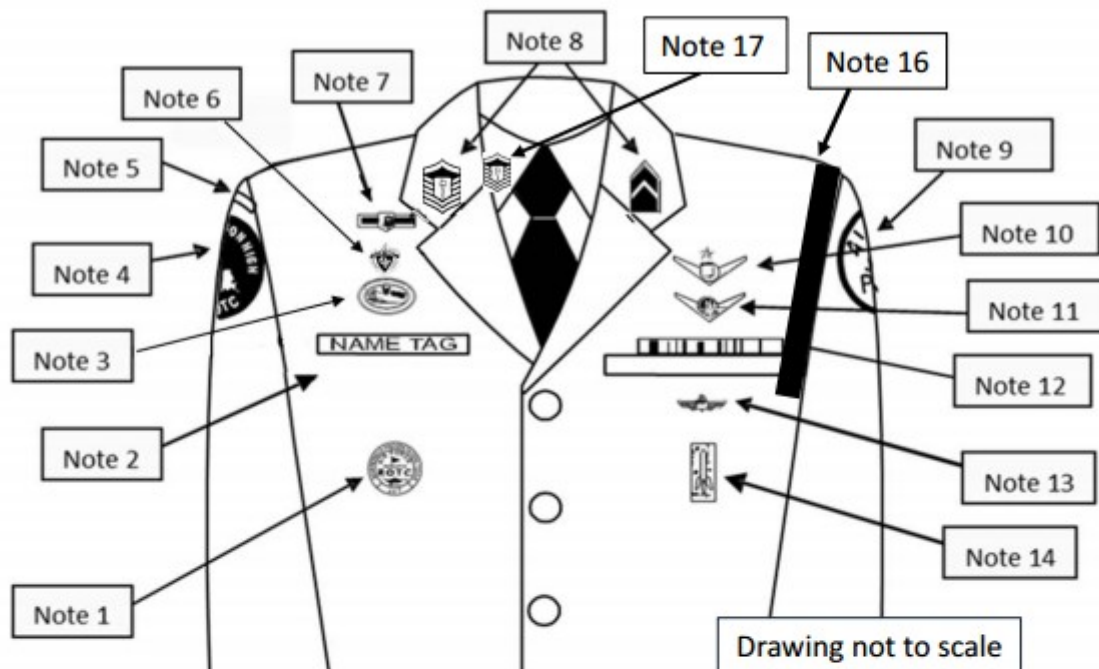 Note 8
Note 17
Note 16
Note 7
Note 6
Note 5
Note 9
Note 4
Note 10
Note 11
Note 3
NAME TAG
Note 12
Note 2
ROTC
Note 13
Note 14
Note 1
Drawing not to scale